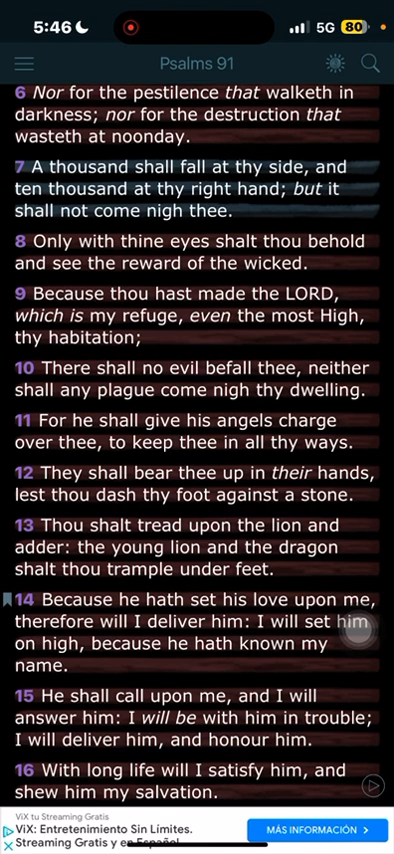 5:46
5G
80
Psalms 91
6 Nor for the pestilence that walketh in
darkness; nor for the destruction that
wasteth at noonday.
7 A thousand shall fall at thy side, and
ten thousand at thy right hand; but it
shall not come nigh thee.
8 Only with thine eyes shalt thou behold
and see the reward of the wicked.
9 Because thou hast made the LORD,
which is my refuge, even the most High,
thy habitation;
10 There shall no evil befall thee, neither
shall any plague come nigh thy dwelling.
11 For he shall give his angels charge
over thee, to keep thee in all thy ways.
12 They shall bear thee up in their hands,
lest thou dash thy foot against a stone.
13 Thou shalt tread upon the lion and
adder: the young lion and the dragon
shalt thou trample under feet.
14 Because he hath set his love upon me,
therefore will I deliver him: I will set him
on high, because he hath known my
name.
15 He shall call upon me, and I will
answer him: I will be with him in trouble;
I will deliver him, and honour him.
16 With long life will I satisfy him, and
shew him my salvation.
ViX tu Streaming Gratis
ViX: Entretenimiento Sin Límites.
Streaming Gratis y en Español
MÁS INFORMACIÓN